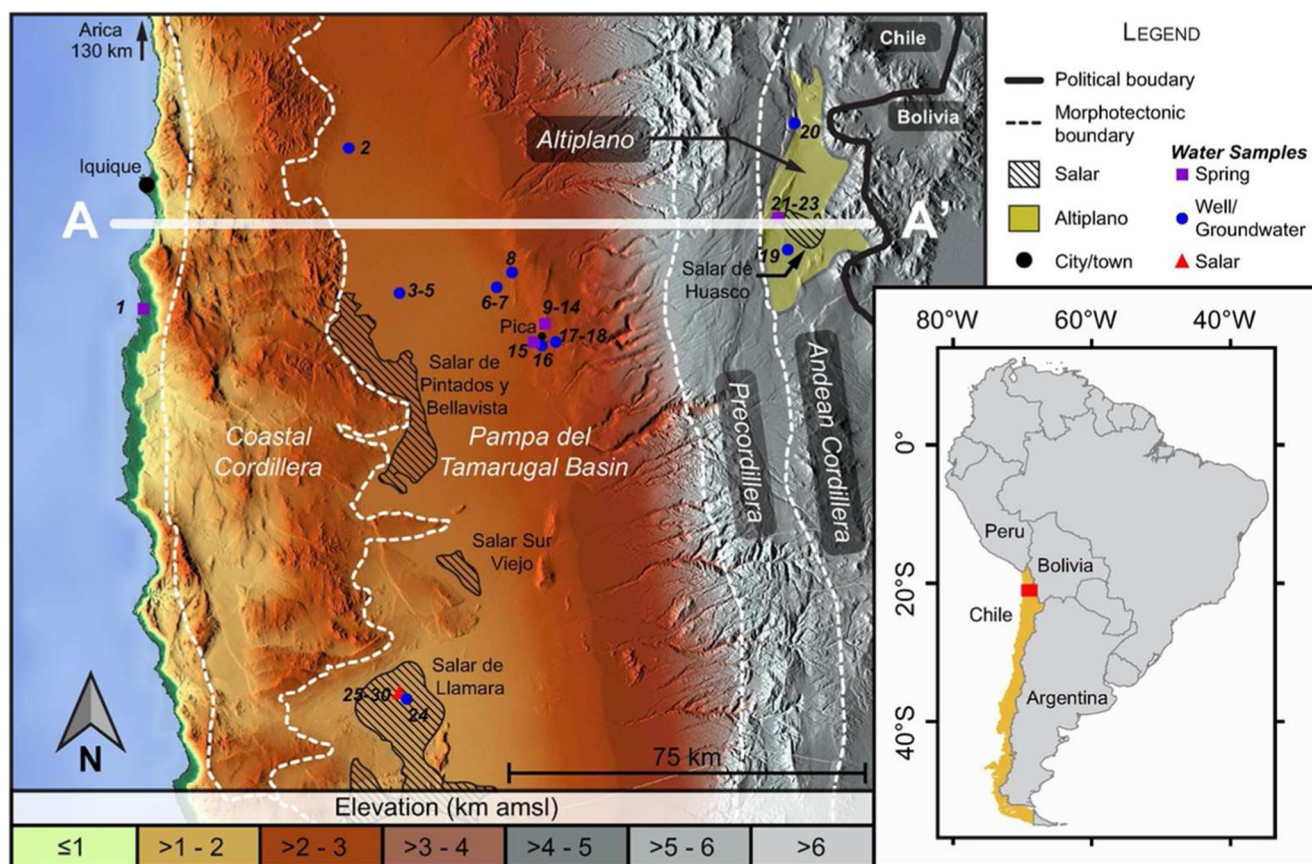 Arica
130 km
Iquique
A
A'
1
2
3-5
8
6-7
9-14
Pica
15
16
17-18
20
Altiplano
21-23
19
Salar de
Huasco
Chile
Bolivia
Salar de
Pintados y
Bellavista
Coastal
Cordillera
Pampa del
Tamarugal Basin
Precordillera
Andean Cordillera
Salar Sur
Viejo
Salar de
Llamara
25-30
24
N
75 km
Elevation (km amsl)
≤1
>1 - 2
>2 - 3
>3 - 4
>4 - 5
>5 - 6
>6
LEGEND
Political boudary
Morphotectonic
boundary
Salar
Altiplano
City/town
Water Samples
Spring
Well/
Groundwater
Salar
80°W
60°W
40°W
0°
20°S
40°S
Peru
Bolivia
Chile
Argentina